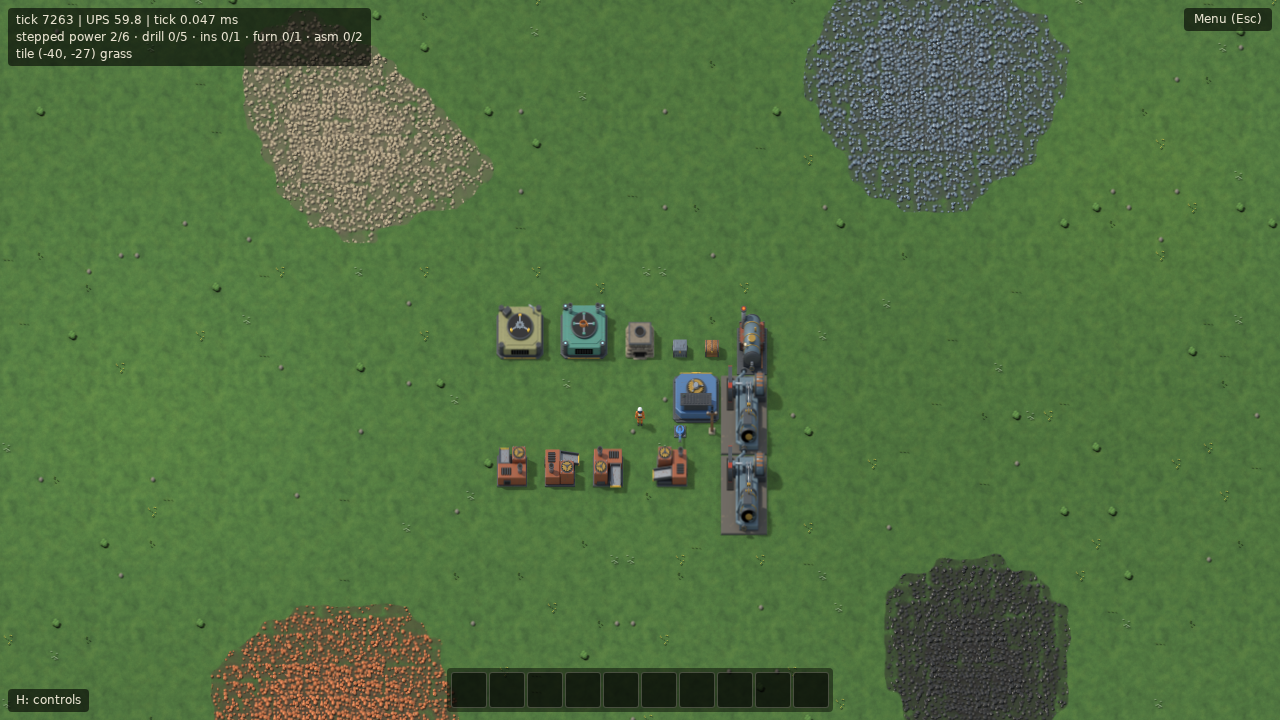 tick 7263 | UPS 59.8 | tick 0.047 ms
stepped power 2/6 · drill 0/5 · ins 0/1 · furn 0/1 · asm 0/2
tile (-40, -27) grass
Menu (Esc)
H: controls